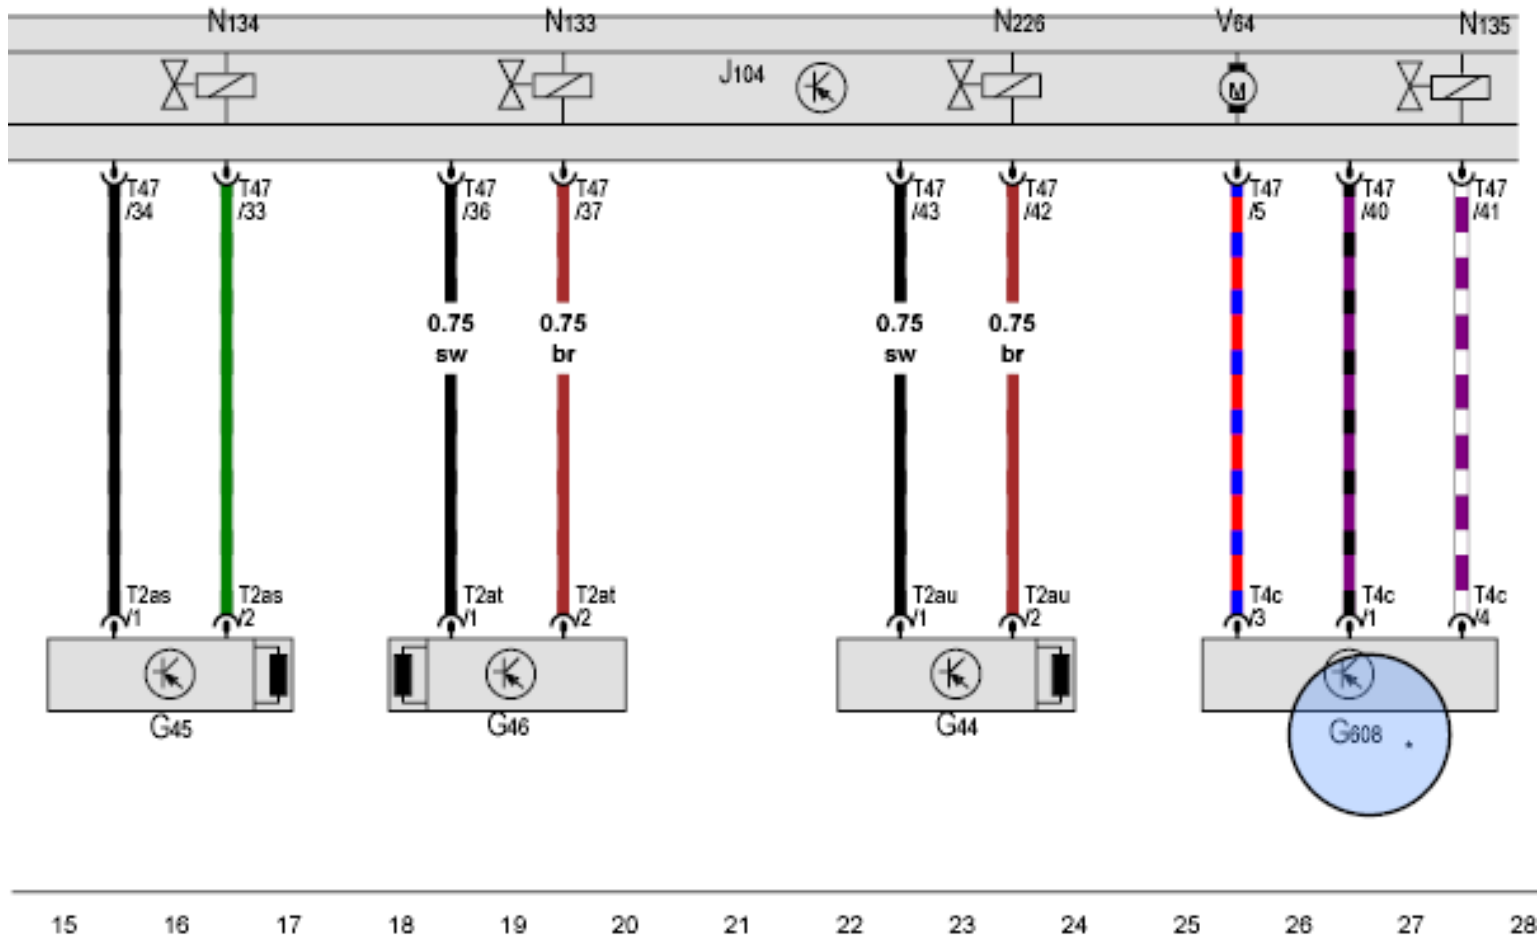 N134 N133 N226 V64 N135
J104
M
T47 T47 T47 T47 T47 T47 T47 T47 T47
/34 /33 /36 /37 /43 /42 /5 /40 /41
0.75 0.75 0.75 0.75
sw br sw br
T2as T2as T2at T2at T2au T2au T4c T4c T4c
/1 /2 /1 /2 /1 /2 /3 /1 /4
G45 G46 G44 G608 *
15 16 17 18 19 20 21 22 23 24 25 26 27 28